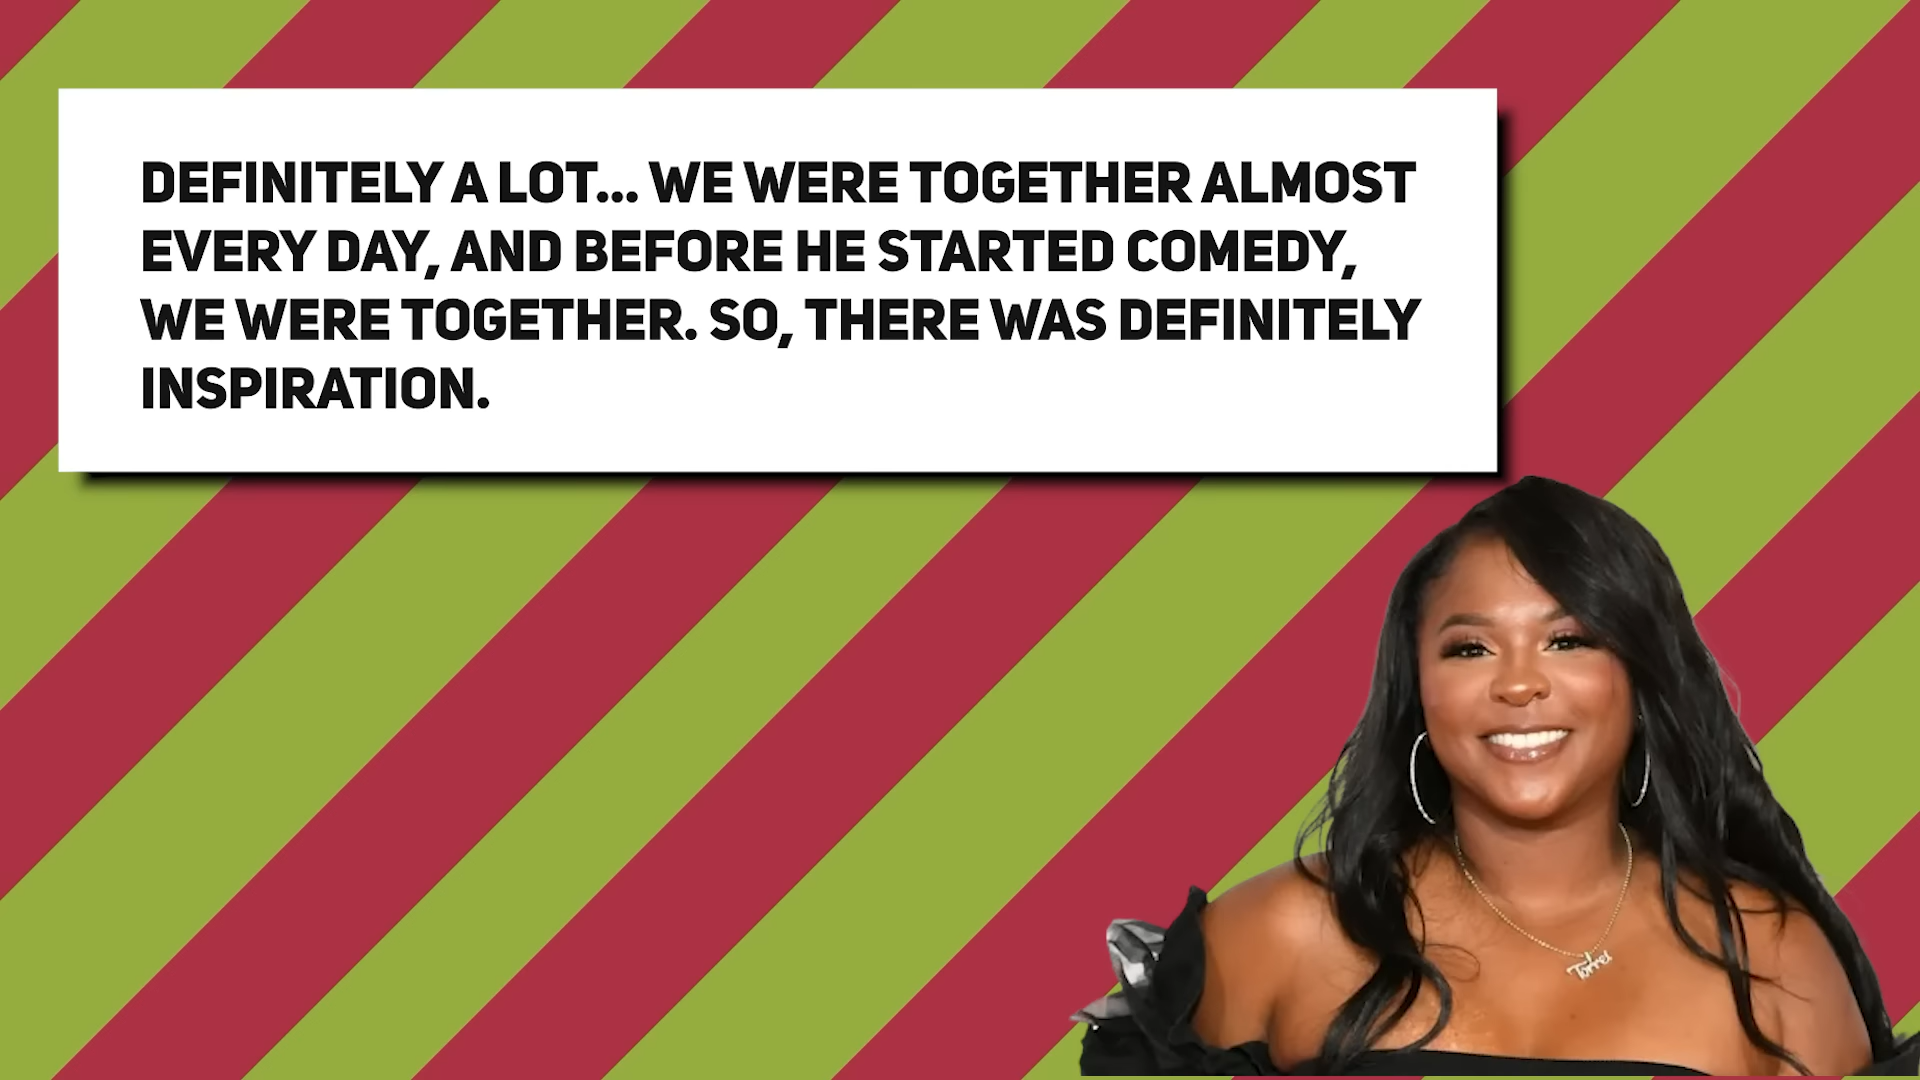 DEFINITELY A LOT... WE WERE TOGETHER ALMOST
EVERY DAY, AND BEFORE HE STARTED COMEDY,
WE WERE TOGETHER. SO, THERE WAS DEFINITELY
INSPIRATION.
Torrei